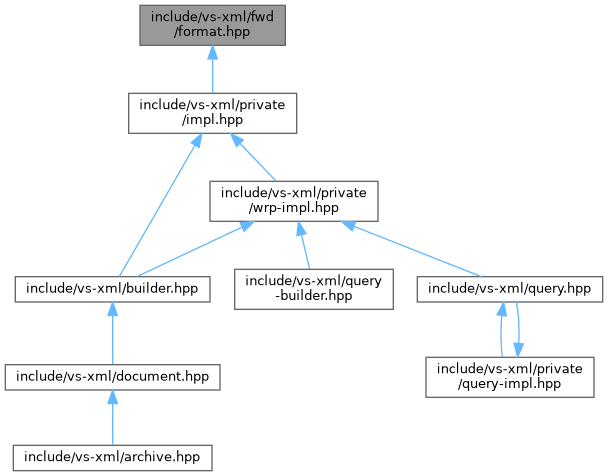 include/vs-xml/fwd
/format.hpp
include/vs-xml/private
/impl.hpp
include/vs-xml/private
/wrp-impl.hpp
include/vs-xml/builder.hpp
include/vs-xml/query
-builder.hpp
include/vs-xml/query.hpp
include/vs-xml/document.hpp
include/vs-xml/private
/query-impl.hpp
include/vs-xml/archive.hpp